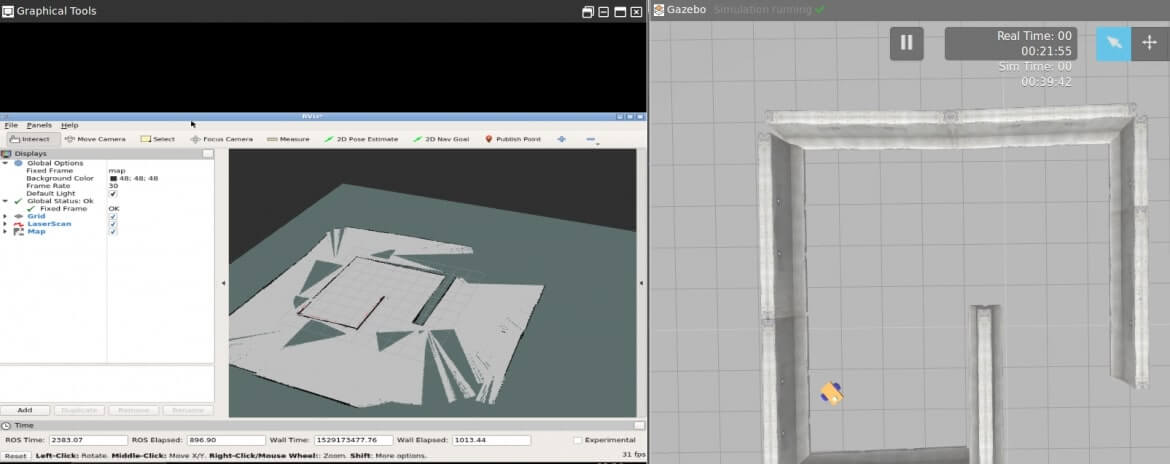 Graphical Tools
RViz*
File Panels Help
Interact Move Camera Select Focus Camera Measure 2D Pose Estimate 2D Nav Goal Publish Point
Displays
Global Options
Fixed Frame map
Background Color 48; 48; 48
Frame Rate 30
Default Light
Global Status: Ok
Fixed Frame OK
Grid
LaserScan
Map
Add Duplicate Remove Rename
Time
ROS Time: 2383.07 ROS Elapsed: 896.90 Wall Time: 1529173477.76 Wall Elapsed: 1013.44 Experimental
Reset Left-Click: Rotate. Middle-Click: Move X/Y. Right-Click/Mouse Wheel:: Zoom. Shift: More options. 31 fps
Gazebo Simulation running
Real Time: 00
00:21:55
Sim Time: 00
00:39:42